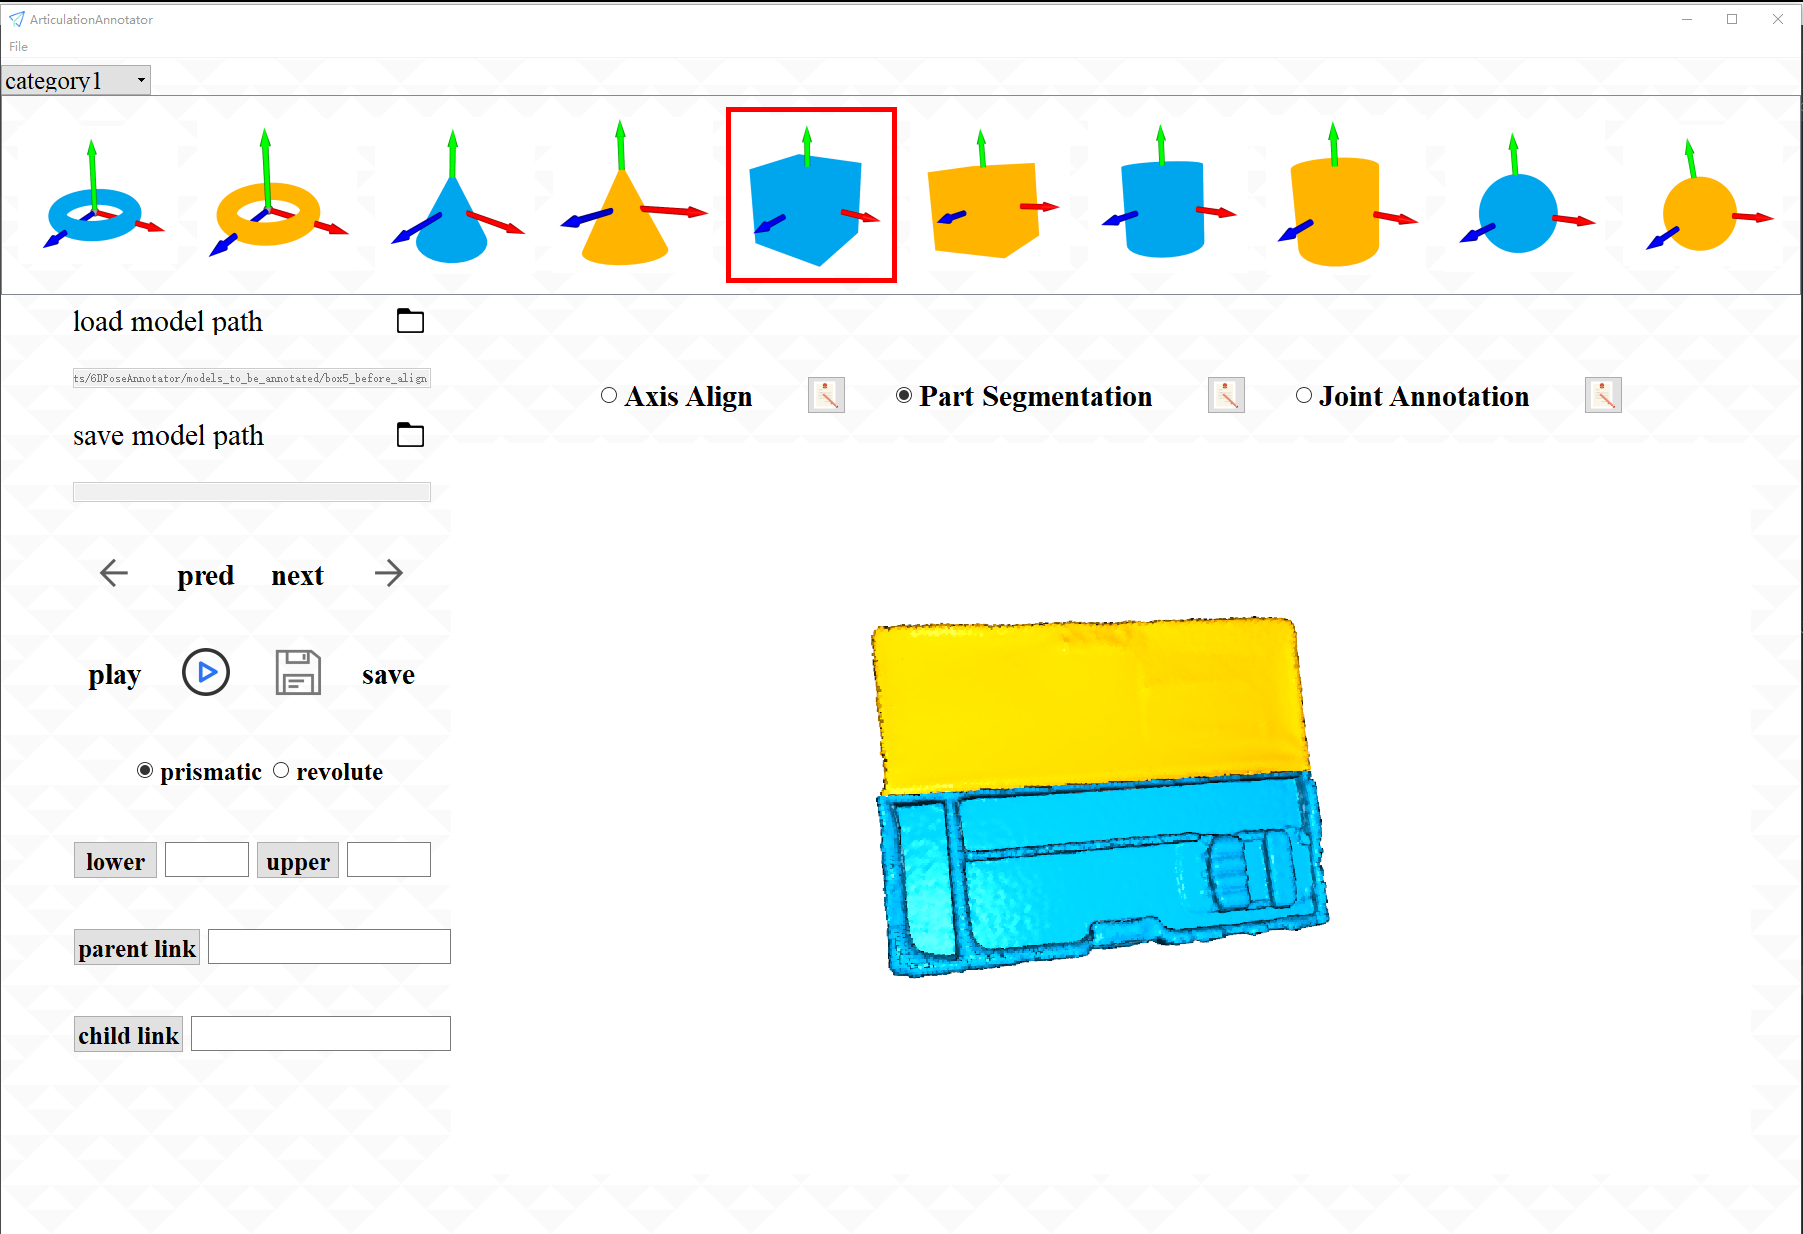 ArticulationAnnotator
File
category1
load model path
ts/6DPoseAnnotator/models_to_be_annotated/box5_before_align
save model path
Axis Align
Part Segmentation
Joint Annotation
pred next
play save
prismatic revolute
lower upper
parent link
child link